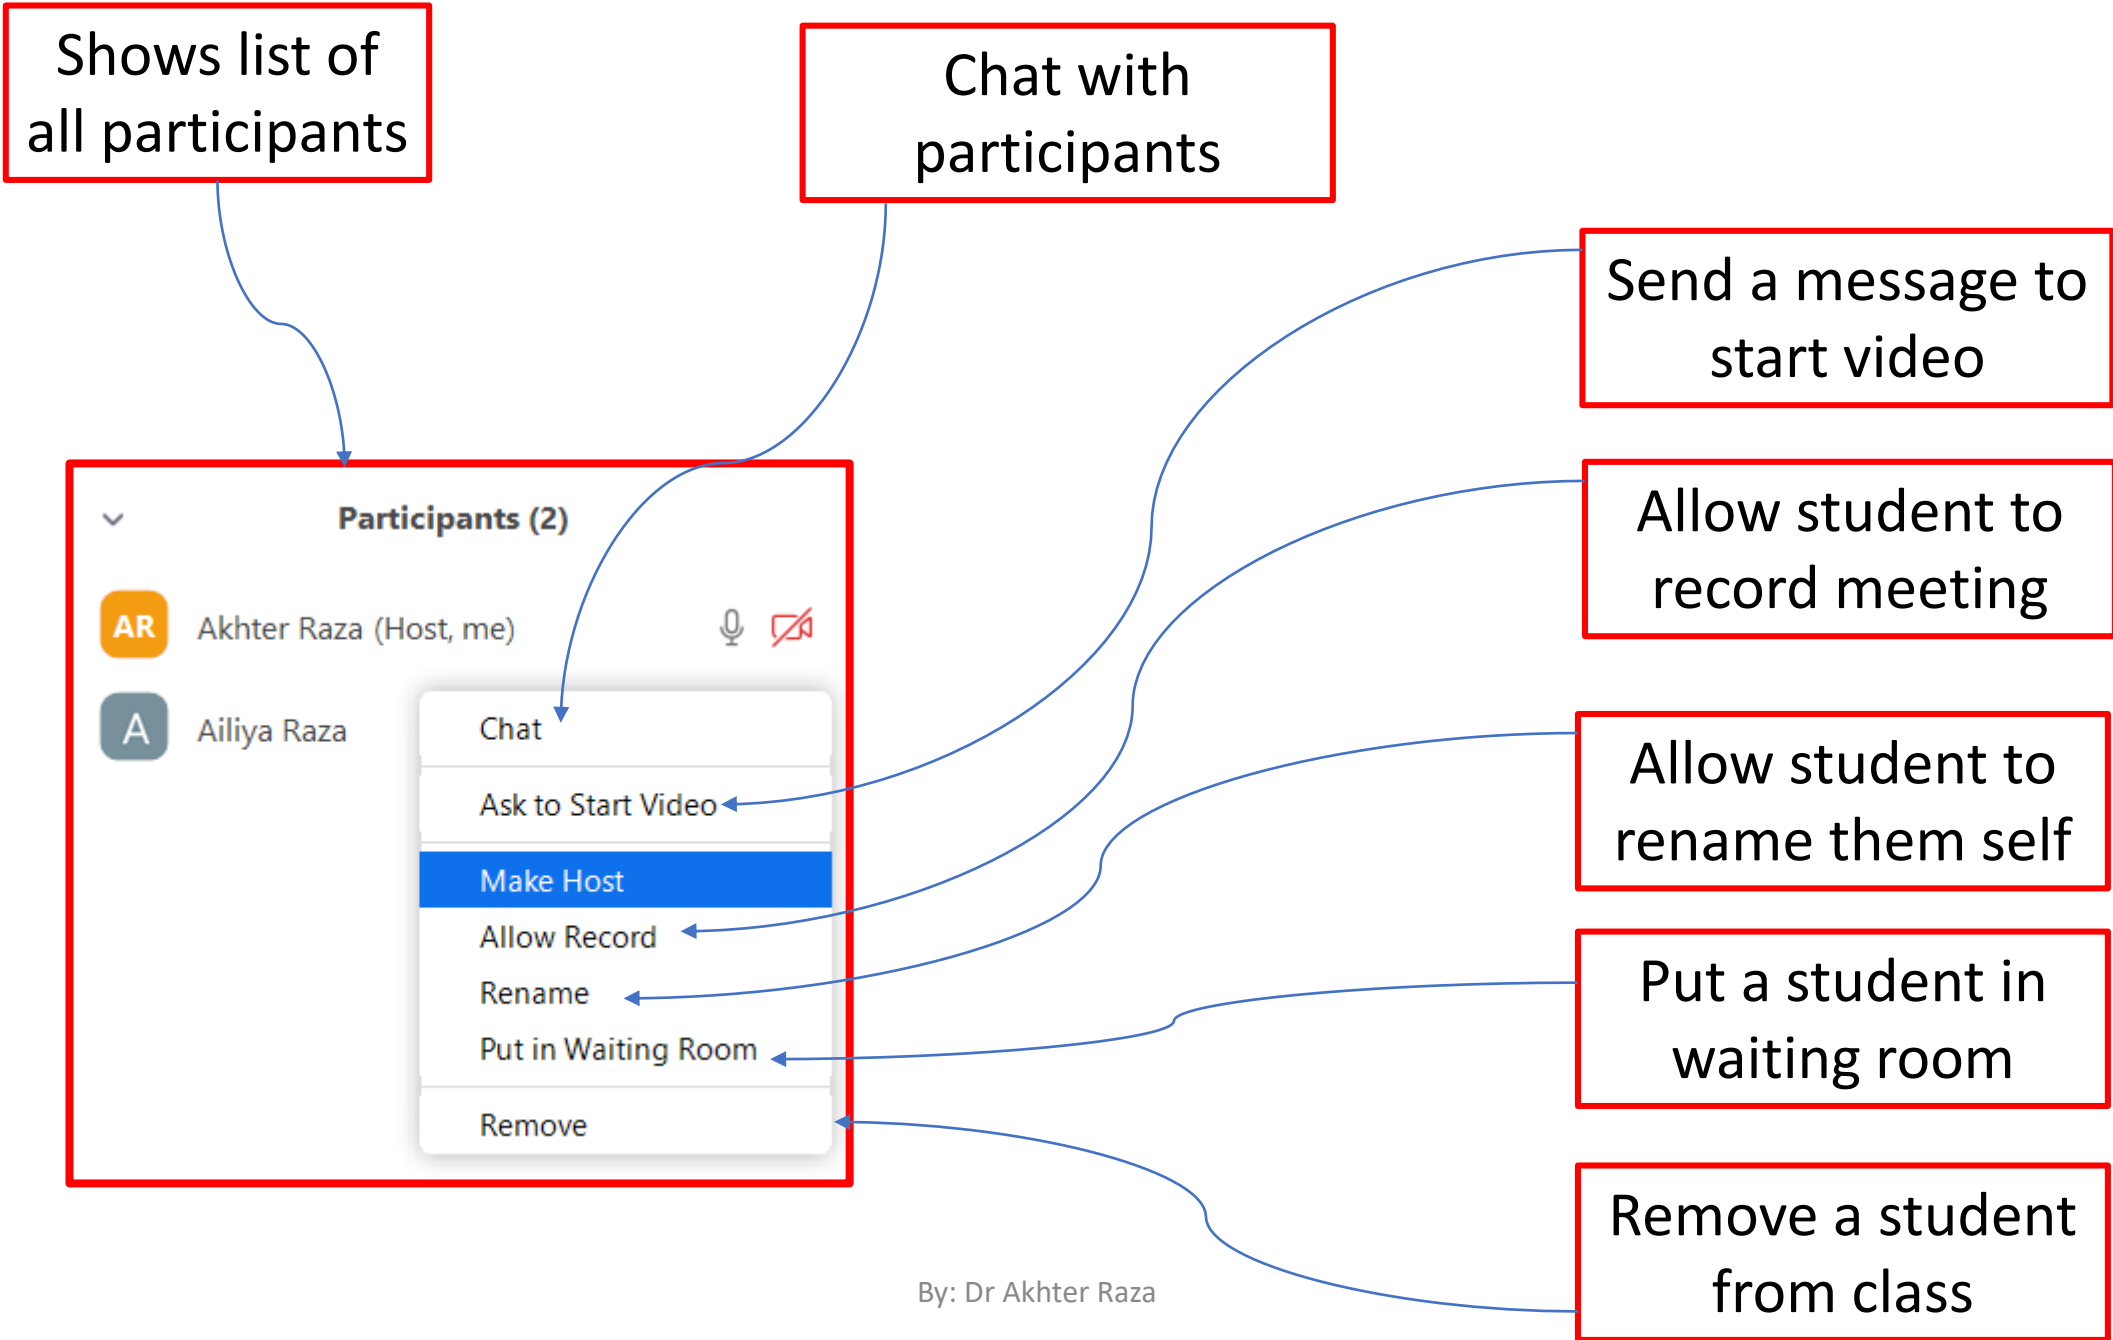 Shows list of
all participants
Chat with
participants
Send a message to
start video
Allow student to
record meeting
Allow student to
rename them self
Put a student in
waiting room
Remove a student
from class
Participants (2)
AR Akhter Raza (Host, me)
A Ailiya Raza
Chat
Ask to Start Video
Make Host
Allow Record
Rename
Put in Waiting Room
Remove
By: Dr Akhter Raza